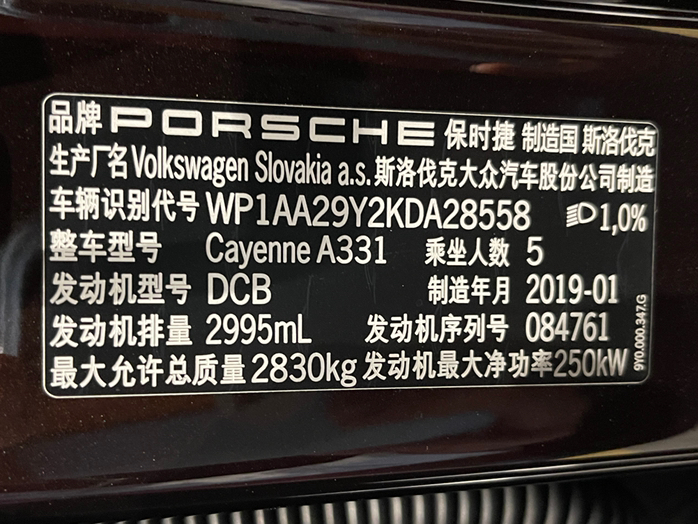 品牌 PORSCHE 保时捷 制造国 斯洛伐克
生产厂名 Volkswagen Slovakia a.s. 斯洛伐克大众汽车股份公司制造
车辆识别代号 WP1AA29Y2KDA28558 1,0%
整车型号 Cayenne A331 乘坐人数 5
发动机型号 DCB 制造年月 2019-01
发动机排量 2995mL 发动机序列号 084761
最大允许总质量 2830kg 发动机最大净功率 250kW
9Y0.000.347.G